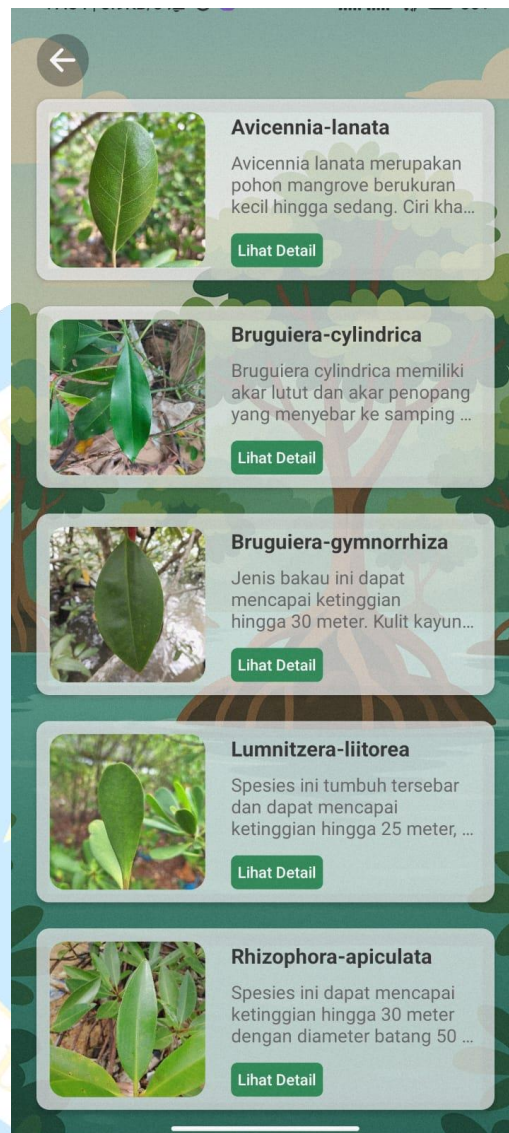 Avicennia-lanata
Avicennia lanata merupakan
pohon mangrove berukuran
kecil hingga sedang. Ciri kha...
Lihat Detail
Bruguiera-cylindrica
Bruguiera cylindrica memiliki
akar lutut dan akar penopang
yang menyebar ke samping ...
Lihat Detail
Bruguiera-gymnorrhiza
Jenis bakau ini dapat
mencapai ketinggian
hingga 30 meter. Kulit kayun...
Lihat Detail
Lumnitzera-liitorea
Spesies ini tumbuh tersebar
dan dapat mencapai
ketinggian hingga 25 meter, ...
Lihat Detail
Rhizophora-apiculata
Spesies ini dapat mencapai
ketinggian hingga 30 meter
dengan diameter batang 50 ...
Lihat Detail